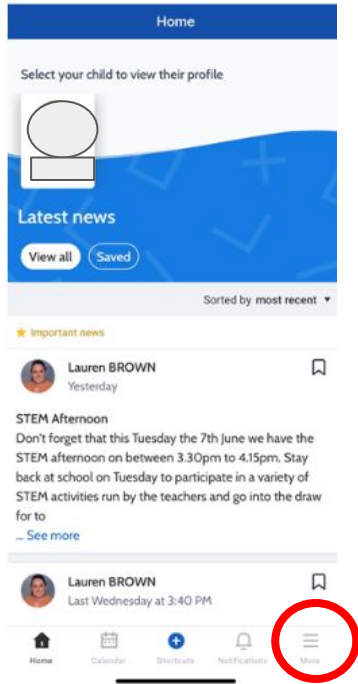 Home
Select your child to view their profile
Latest news
View all
Saved
Sorted by most recent
Important news
Lauren BROWN
Yesterday
STEM Afternoon
Don't forget that this Tuesday the 7th June we have the
STEM afternoon on between 3.30pm to 4.15pm. Stay
back at school on Tuesday to participate in a variety of
STEM activities run by the teachers and go into the draw
for to
... See more
Lauren BROWN
Last Wednesday at 3:40 PM
Home
Calendar
Shortcuts
Notifications
More